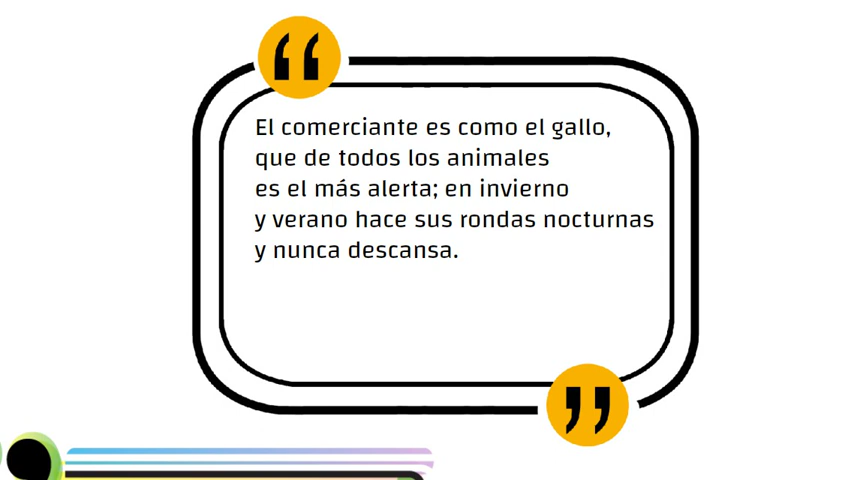 “
El comerciante es como el gallo,
que de todos los animales
es el más alerta; en invierno
y verano hace sus rondas nocturnas
y nunca descansa.
”